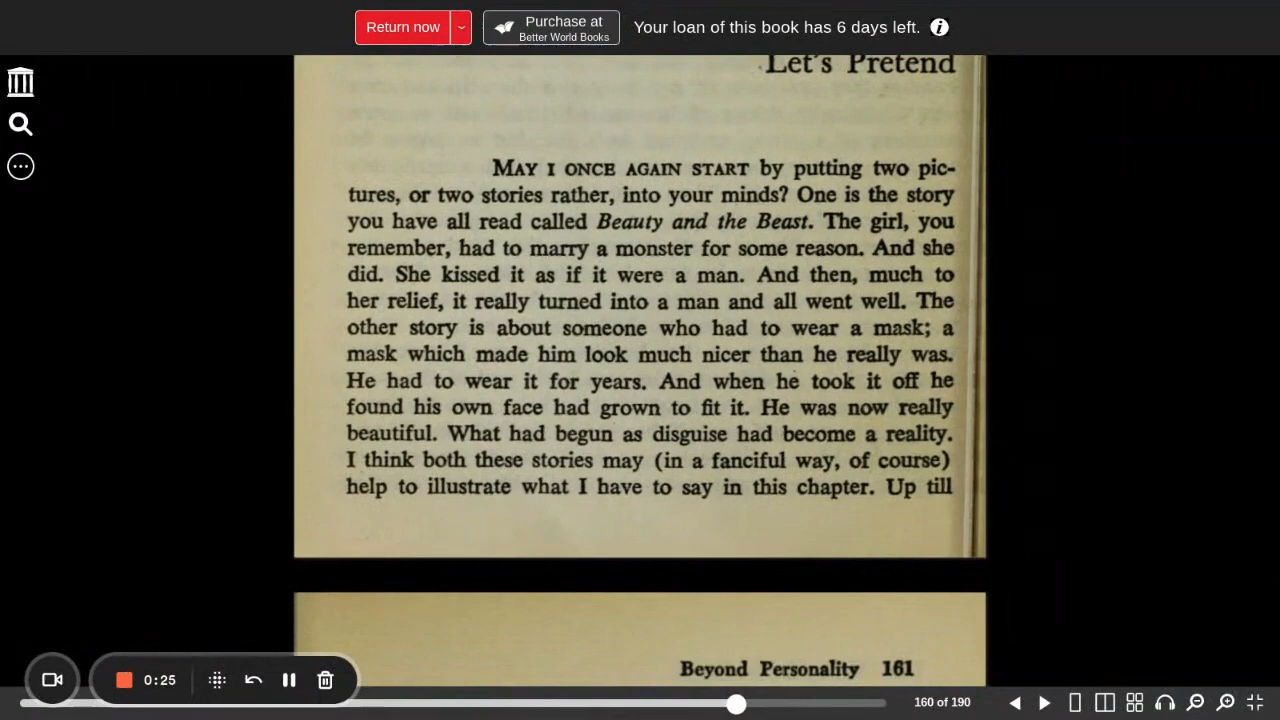 Return now
Purchase at
Better World Books
Your loan of this book has 6 days left.
Let's Pretend
MAY I ONCE AGAIN START by putting two pic-
tures, or two stories rather, into your minds? One is the story
you have all read called Beauty and the Beast. The girl, you
remember, had to marry a monster for some reason. And she
did. She kissed it as if it were a man. And then, much to
her relief, it really turned into a man and all went well. The
other story is about someone who had to wear a mask; a
mask which made him look much nicer than he really was.
He had to wear it for years. And when he took it off he
found his own face had grown to fit it. He was now really
beautiful. What had begun as disguise had become a reality.
I think both these stories may (in a fanciful way, of course)
help to illustrate what I have to say in this chapter. Up till
Beyond Personality 161
0:25
160 of 190